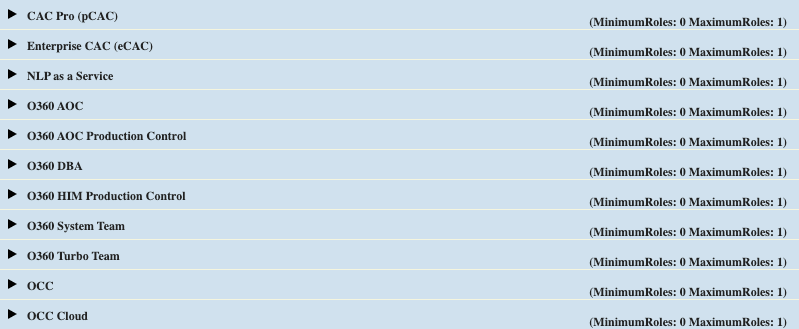 CAC Pro (pCAC) (MinimumRoles: 0 MaximumRoles: 1)
Enterprise CAC (eCAC) (MinimumRoles: 0 MaximumRoles: 1)
NLP as a Service (MinimumRoles: 0 MaximumRoles: 1)
O360 AOC (MinimumRoles: 0 MaximumRoles: 1)
O360 AOC Production Control (MinimumRoles: 0 MaximumRoles: 1)
O360 DBA (MinimumRoles: 0 MaximumRoles: 1)
O360 HIM Production Control (MinimumRoles: 0 MaximumRoles: 1)
O360 System Team (MinimumRoles: 0 MaximumRoles: 1)
O360 Turbo Team (MinimumRoles: 0 MaximumRoles: 1)
OCC (MinimumRoles: 0 MaximumRoles: 1)
OCC Cloud (MinimumRoles: 0 MaximumRoles: 1)